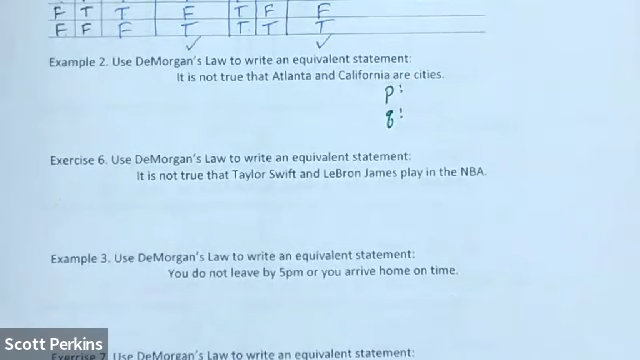 F T T F T F F
F F F T T T T
Example 2. Use DeMorgan's Law to write an equivalent statement:
It is not true that Atlanta and California are cities.
p:
q:
Exercise 6. Use DeMorgan's Law to write an equivalent statement:
It is not true that Taylor Swift and LeBron James play in the NBA.
Example 3. Use DeMorgan's Law to write an equivalent statement:
You do not leave by 5pm or you arrive home on time.
Scott Perkins
Exercise 7. Use DeMorgan's Law to write an equivalent statement: